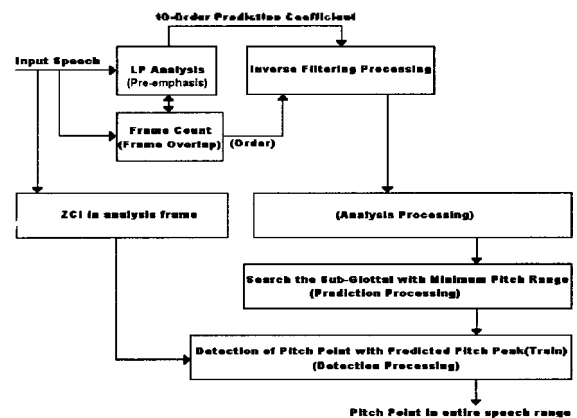 10-Order Prediction Coefficient
Input Speech
LP Analysis
(Pre-emphasis)
Inverse Filtering Processing
Frame Count
(Frame Overlap)
(Order)
ZCI in analysis frame
(Analysis Processing)
Search the Sub-Glottal with Minimum Pitch Range
(Prediction Processing)
Detection of Pitch Point with Predicted Pitch Peak(Train)
(Detection Processing)
Pitch Point in entire speech range